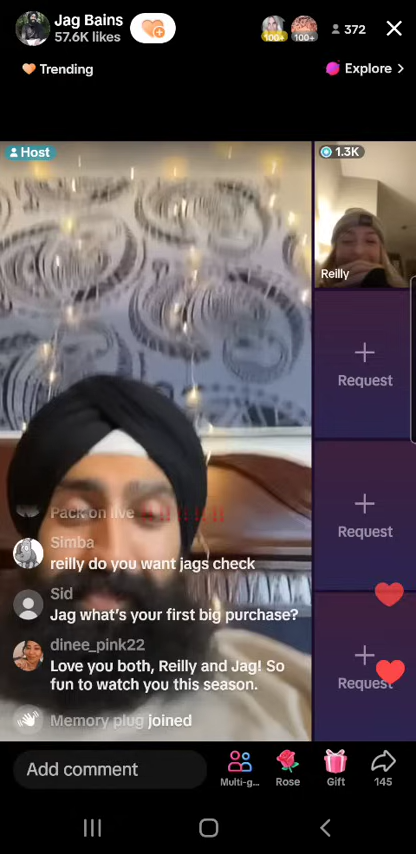 Jag Bains
57.6K likes
100+
100+
372
Trending
Explore >
Host
1.3K
Reilly
Request
Request
Request
Request
Pack on live
Simba
reilly do you want jags check
Sid
Jag what's your first big purchase?
dinee_pink22
Love you both, Reilly and Jag! So
fun to watch you this season.
Memory plug joined
Add comment
Multi-g...
Rose
Gift
145